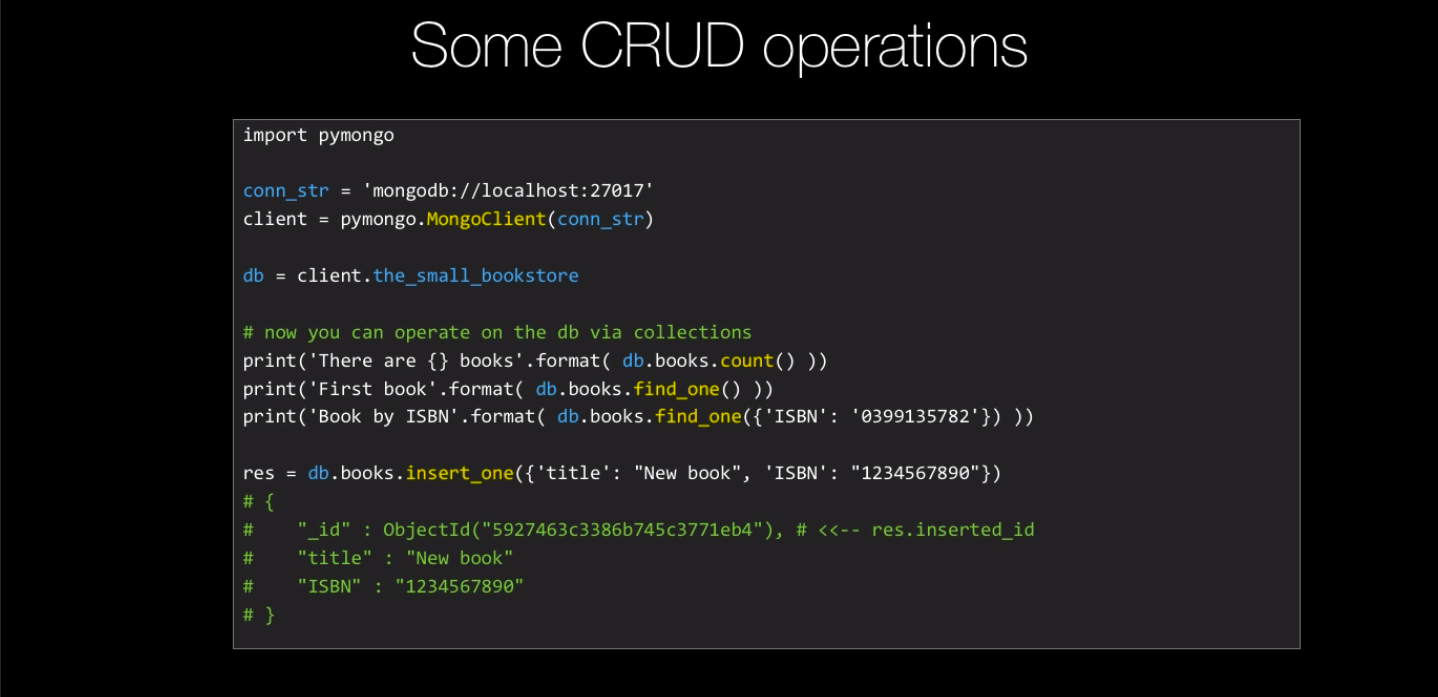 Some CRUD operations
import pymongo
conn_str = 'mongodb://localhost:27017'
client = pymongo.MongoClient(conn_str)
db = client.the_small_bookstore
# now you can operate on the db via collections
print('There are {} books'.format( db.books.count() ))
print('First book'.format( db.books.find_one() ))
print('Book by ISBN'.format( db.books.find_one({'ISBN': '0399135782'}) ))
res = db.books.insert_one({'title': "New book", 'ISBN': "1234567890"})
# {
#    "_id" : ObjectId("5927463c3386b745c3771eb4"), # <<-- res.inserted_id
#    "title" : "New book"
#    "ISBN" : "1234567890"
# }